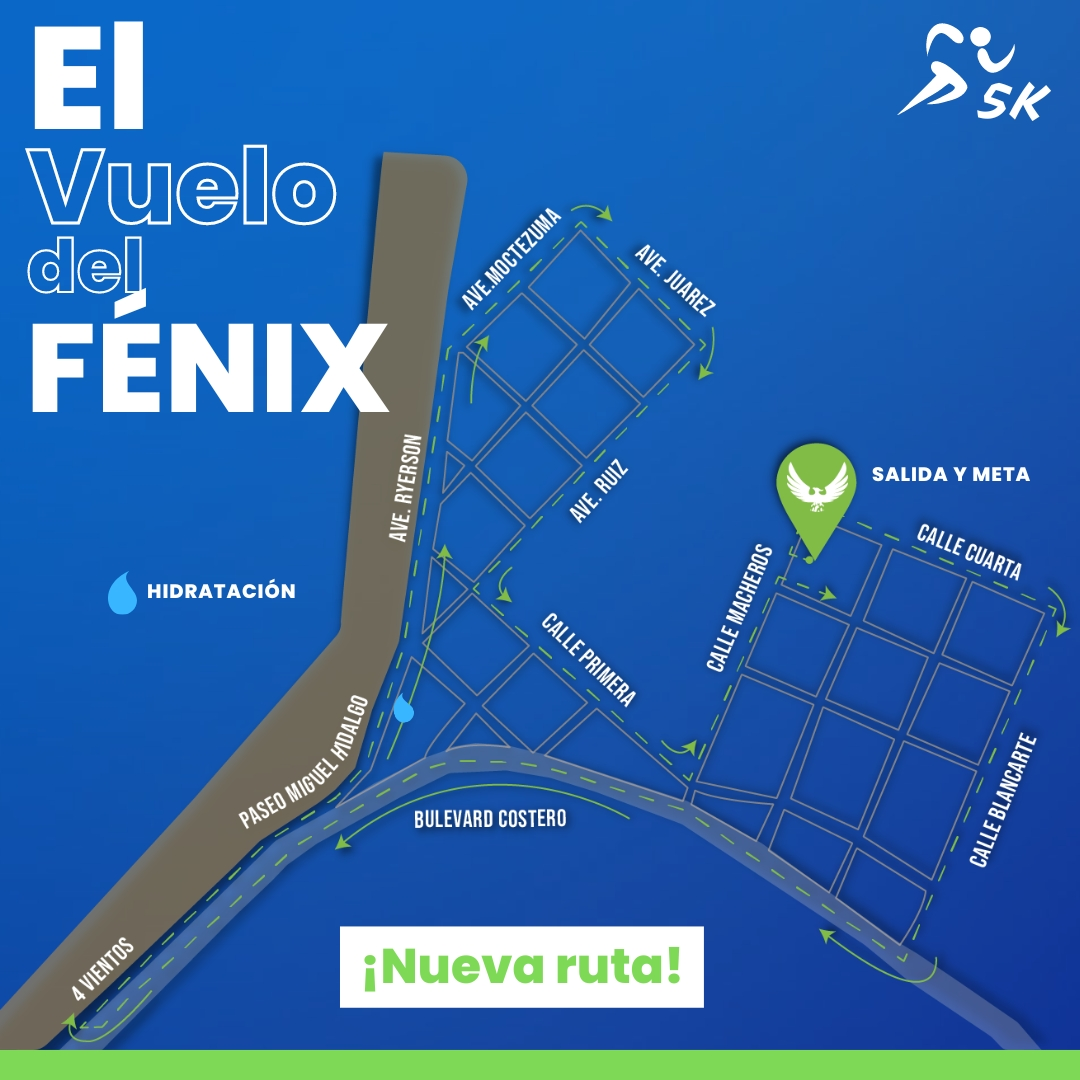 El
Vuelo
del
FÉNIX
SK
AVE.MOCTEZUMA
AVE. JUAREZ
AVE. RYERSON
AVE. RUIZ
SALIDA Y META
CALLE CUARTA
CALLE MACHEROS
HIDRATACIÓN
CALLE PRIMERA
PASEO MIGUEL HIDALGO
CALLE BLANCARTE
BULEVARD COSTERO
4 VIENTOS
¡Nueva ruta!